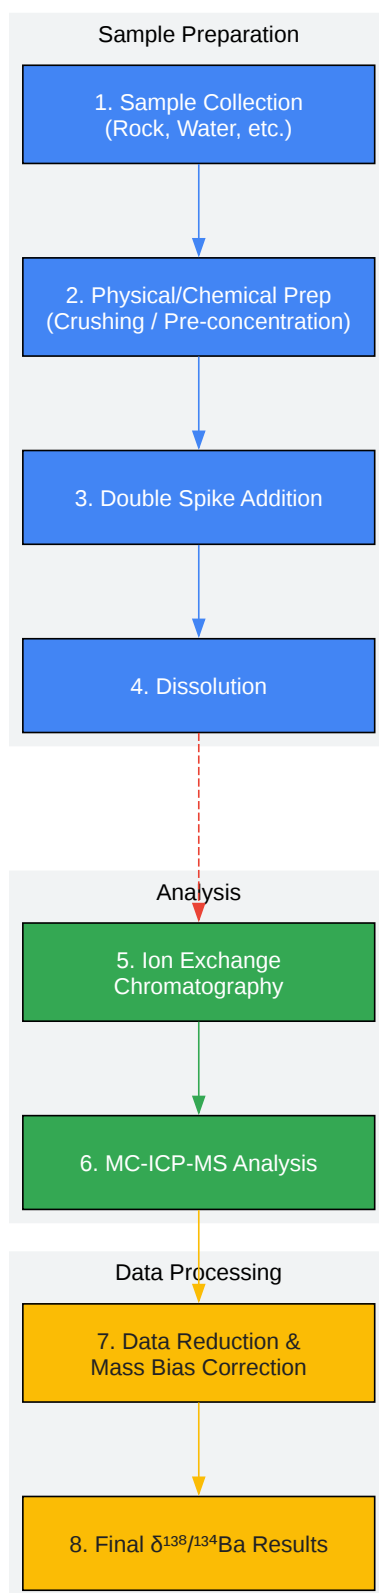 Sample Preparation
1. Sample Collection
(Rock, Water, etc.)
2. Physical/Chemical Prep
(Crushing / Pre-concentration)
3. Double Spike Addition
4. Dissolution
Analysis
5. Ion Exchange
Chromatography
6. MC-ICP-MS Analysis
Data Processing
7. Data Reduction &
Mass Bias Correction
8. Final δ¹³⁸/¹³⁴Ba Results